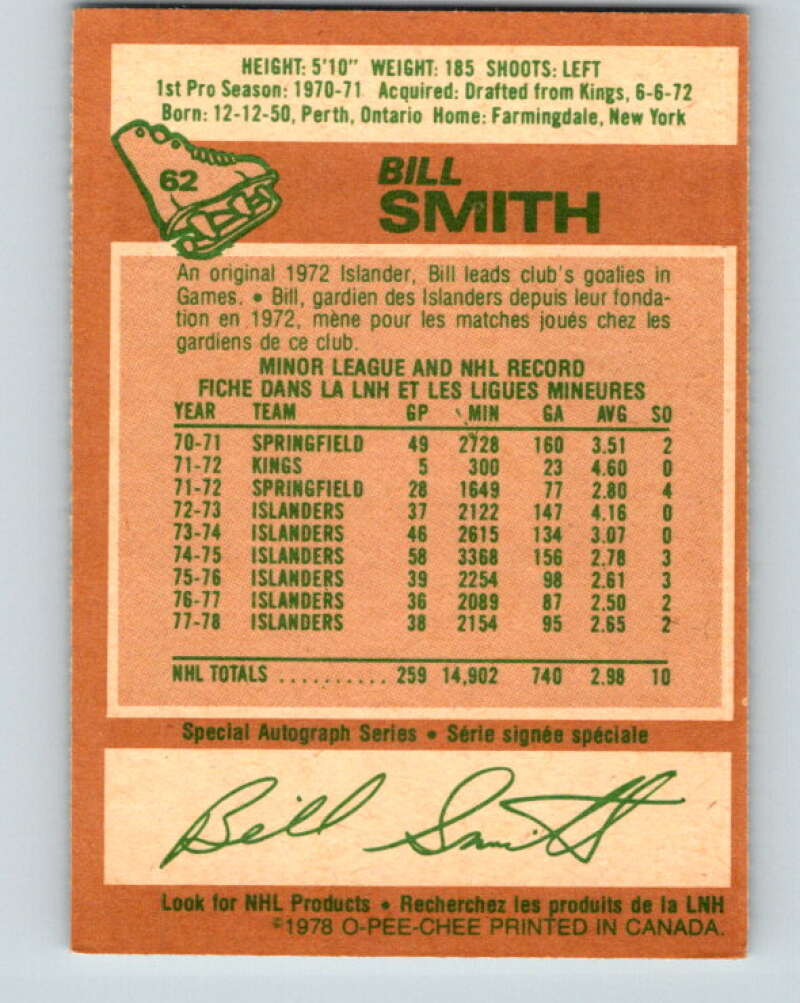 HEIGHT: 5'10" WEIGHT: 185 SHOOTS: LEFT
1st Pro Season: 1970-71 Acquired: Drafted from Kings, 6-6-72
Born: 12-12-50, Perth, Ontario Home: Farmingdale, New York
62
BILL
SMITH
An original 1972 Islander, Bill leads club's goalies in
Games. • Bill, gardien des Islanders depuis leur fonda-
tion en 1972, mène pour les matches joués chez les
gardiens de ce club.
MINOR LEAGUE AND NHL RECORD
FICHE DANS LA LNH ET LES LIGUES MINEURES
YEAR TEAM GP MIN GA AVG SO
70-71 SPRINGFIELD 49 2728 160 3.51 2
71-72 KINGS 5 300 23 4.60 0
71-72 SPRINGFIELD 28 1649 77 2.80 4
72-73 ISLANDERS 37 2122 147 4.16 0
73-74 ISLANDERS 46 2615 134 3.07 0
74-75 ISLANDERS 58 3368 156 2.78 3
75-76 ISLANDERS 39 2254 98 2.61 3
76-77 ISLANDERS 36 2089 87 2.50 2
77-78 ISLANDERS 38 2154 95 2.65 2
NHL TOTALS .......... 259 14,902 740 2.98 10
Special Autograph Series • Série signée spéciale
Bill Smith
Look for NHL Products • Recherchez les produits de la LNH
©1978 O-PEE-CHEE PRINTED IN CANADA.